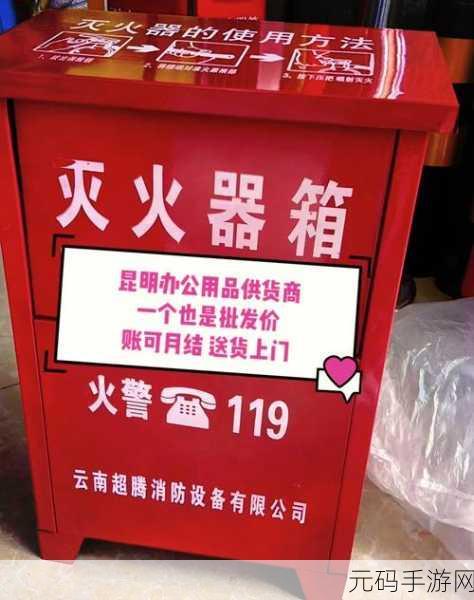 灭火器的使用方法
灭火器箱
昆明办公用品供货商
一个也是批发价
账可月结 送货上门
火警 119
云南超腾消防设备有限公司
元码手游网